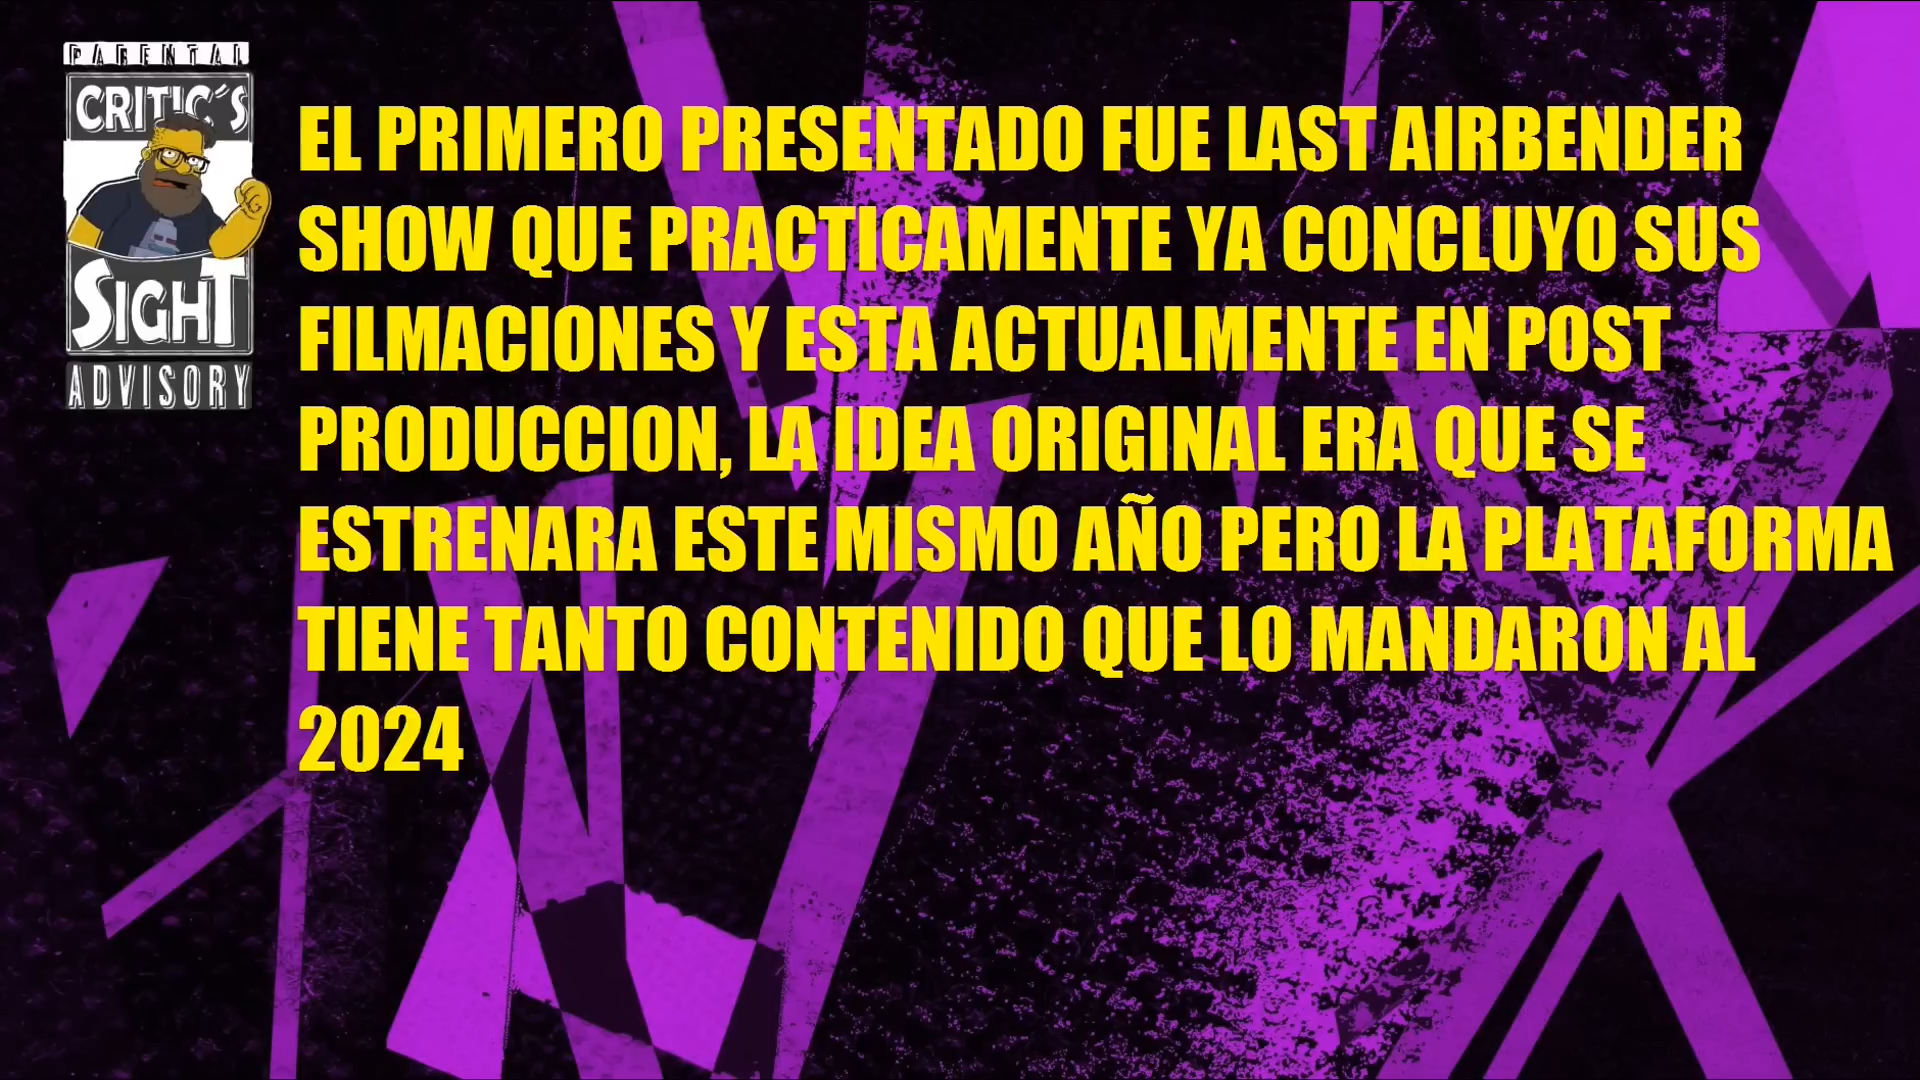 PARENTAL
CRITIC´S
SIGHT
ADVISORY
EL PRIMERO PRESENTADO FUE LAST AIRBENDER
SHOW QUE PRACTICAMENTE YA CONCLUYO SUS
FILMACIONES Y ESTA ACTUALMENTE EN POST
PRODUCCION, LA IDEA ORIGINAL ERA QUE SE
ESTRENARA ESTE MISMO AÑO PERO LA PLATAFORMA
TIENE TANTO CONTENIDO QUE LO MANDARON AL
2024